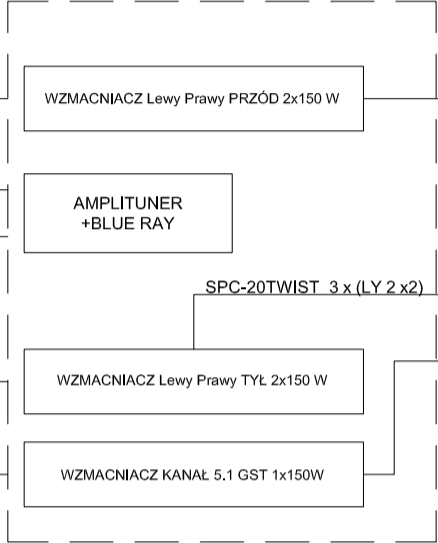 WZMACNIACZ Lewy Prawy PRZÓD 2x150 W
AMPLITUNER
+BLUE RAY
SPC-20TWIST 3 x (LY 2 x2)
WZMACNIACZ Lewy Prawy TYŁ 2x150 W
WZMACNIACZ KANAŁ 5.1 GST 1x150W